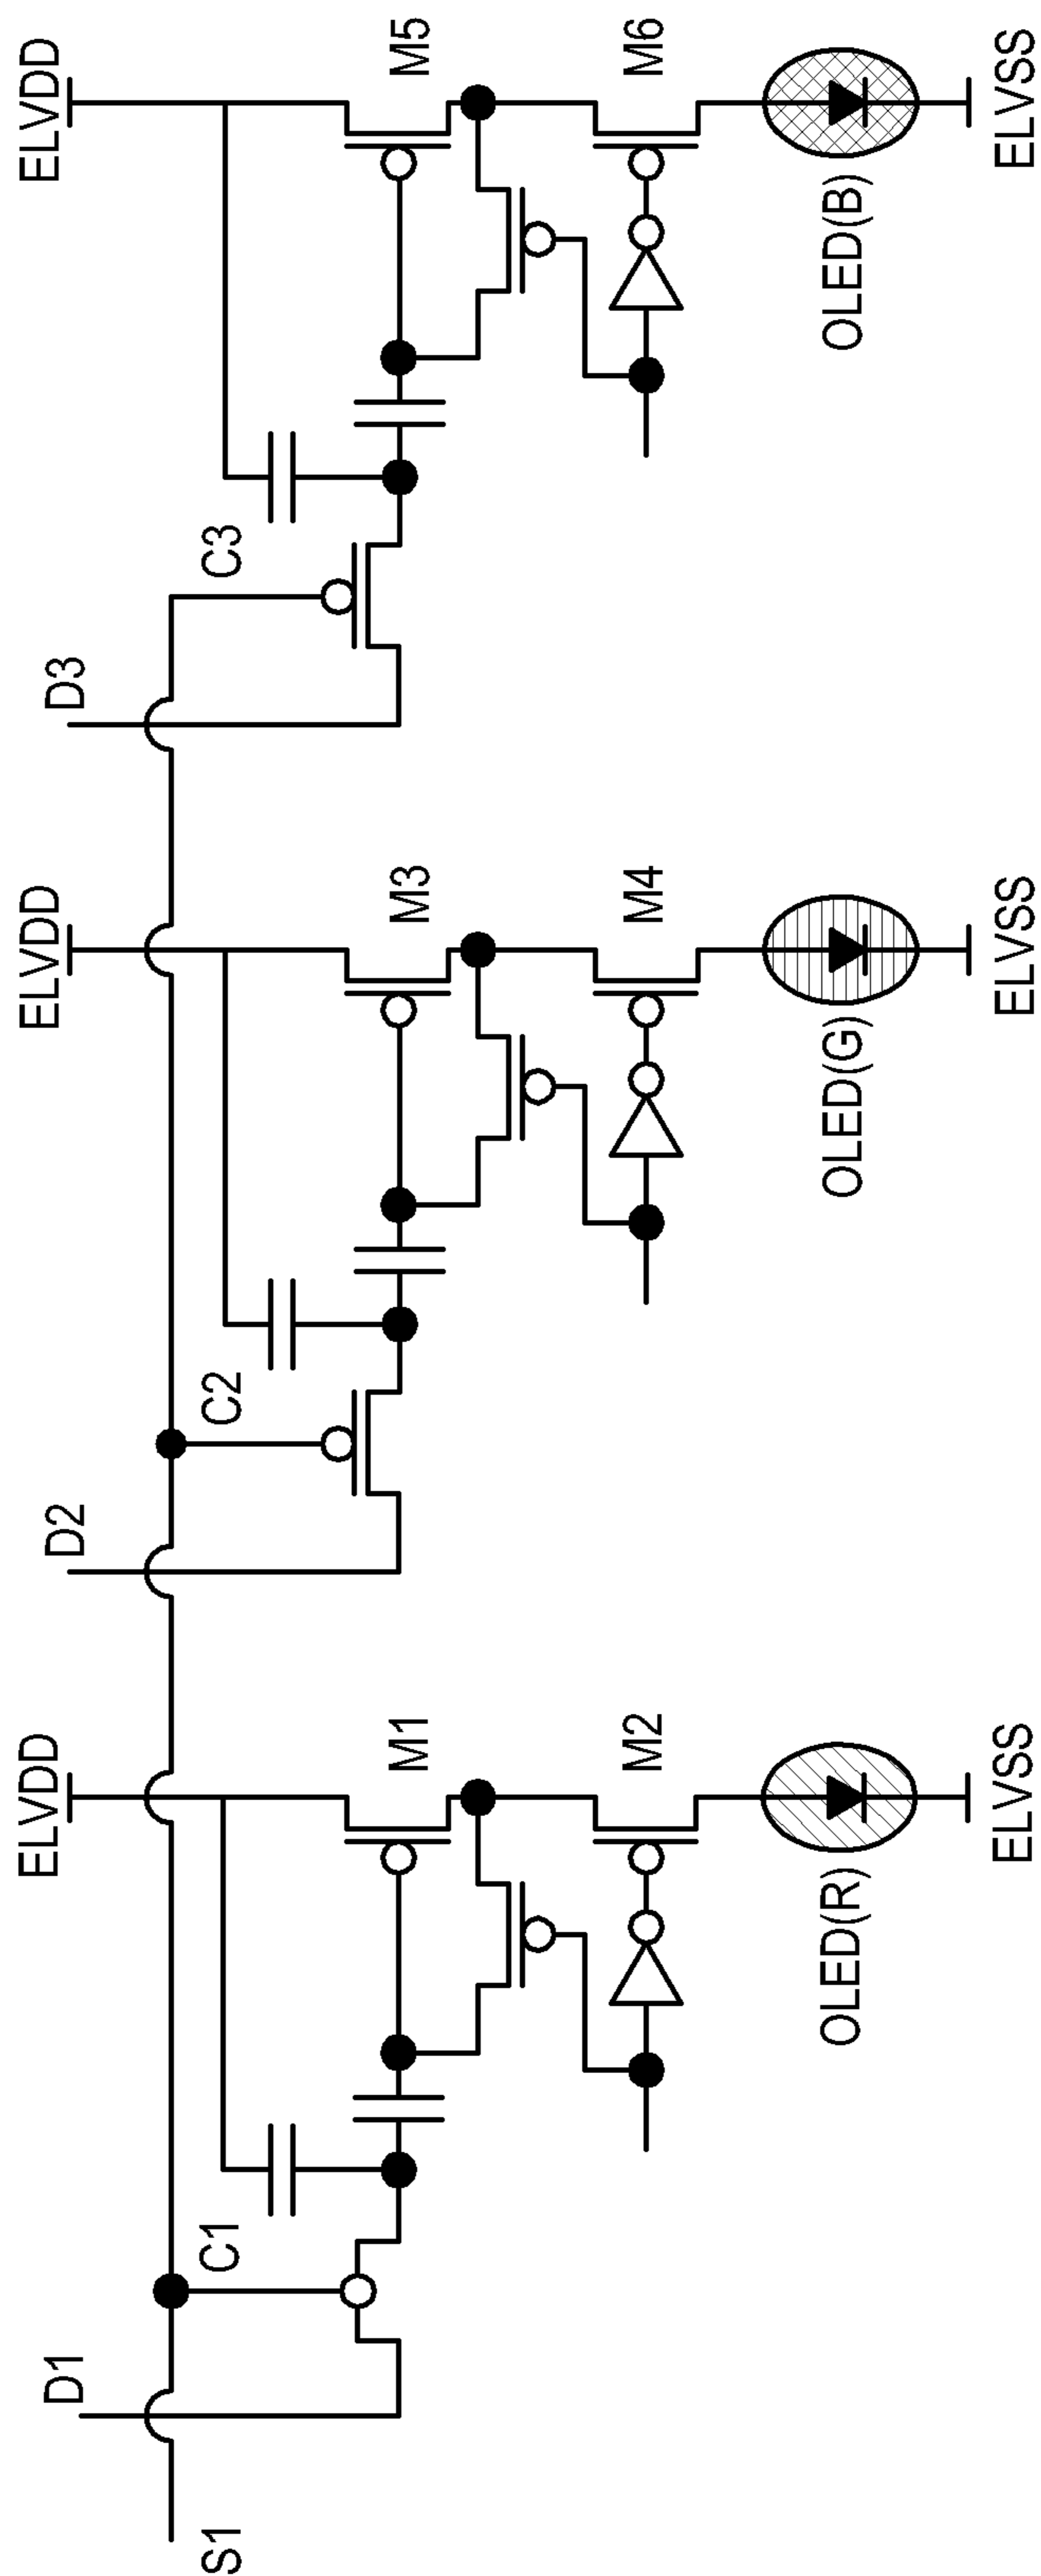 ELVDD
ELVDD
ELVDD
D1
D2
D3
S1
C1
C2
C3
M1
M3
M5
M2
M4
M6
OLED(R)
OLED(G)
OLED(B)
ELVSS
ELVSS
ELVSS